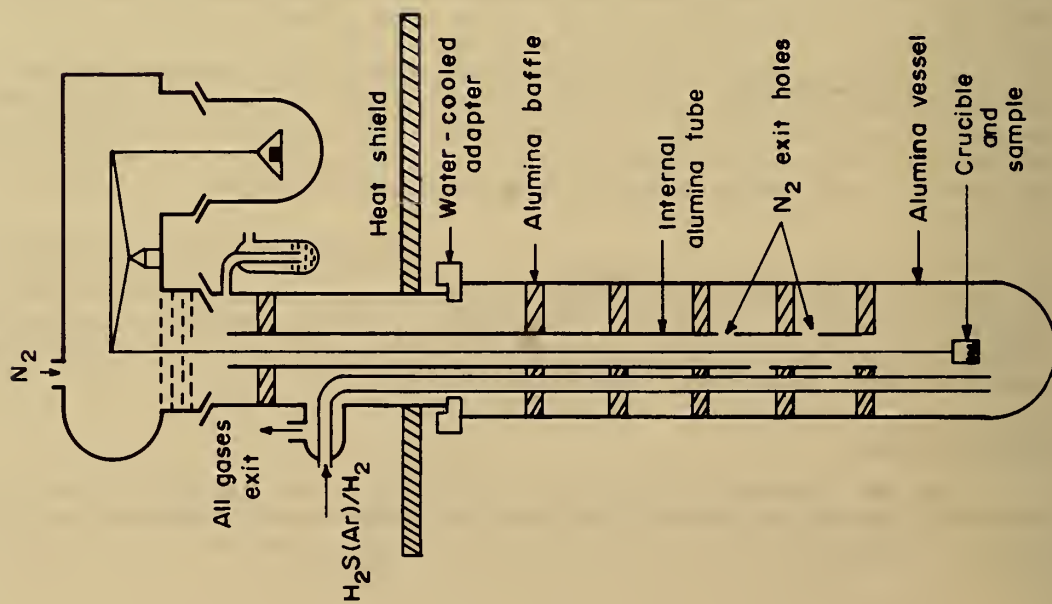 N2
All gases
exit
H2S(Ar)/H2
Heat shield
Water-cooled
adapter
Alumina baffle
Internal
alumina tube
N2 exit holes
Alumina vessel
Crucible
and
sample